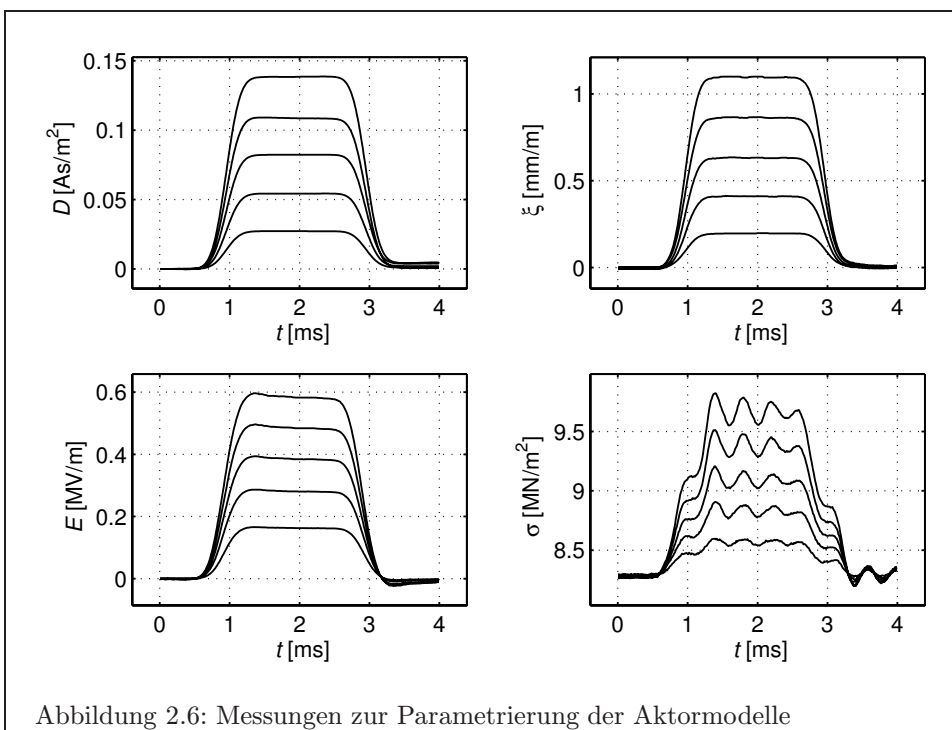 0.15
0.1
0.05
0
D [As/m²]
0 1 2 3 4
t [ms]
1
0.5
0
ξ [mm/m]
0 1 2 3 4
t [ms]
0.6
0.4
0.2
0
E [MV/m]
0 1 2 3 4
t [ms]
9.5
9
8.5
σ [MN/m²]
0 1 2 3 4
t [ms]
Abbildung 2.6: Messungen zur Parametrierung der Aktormodelle